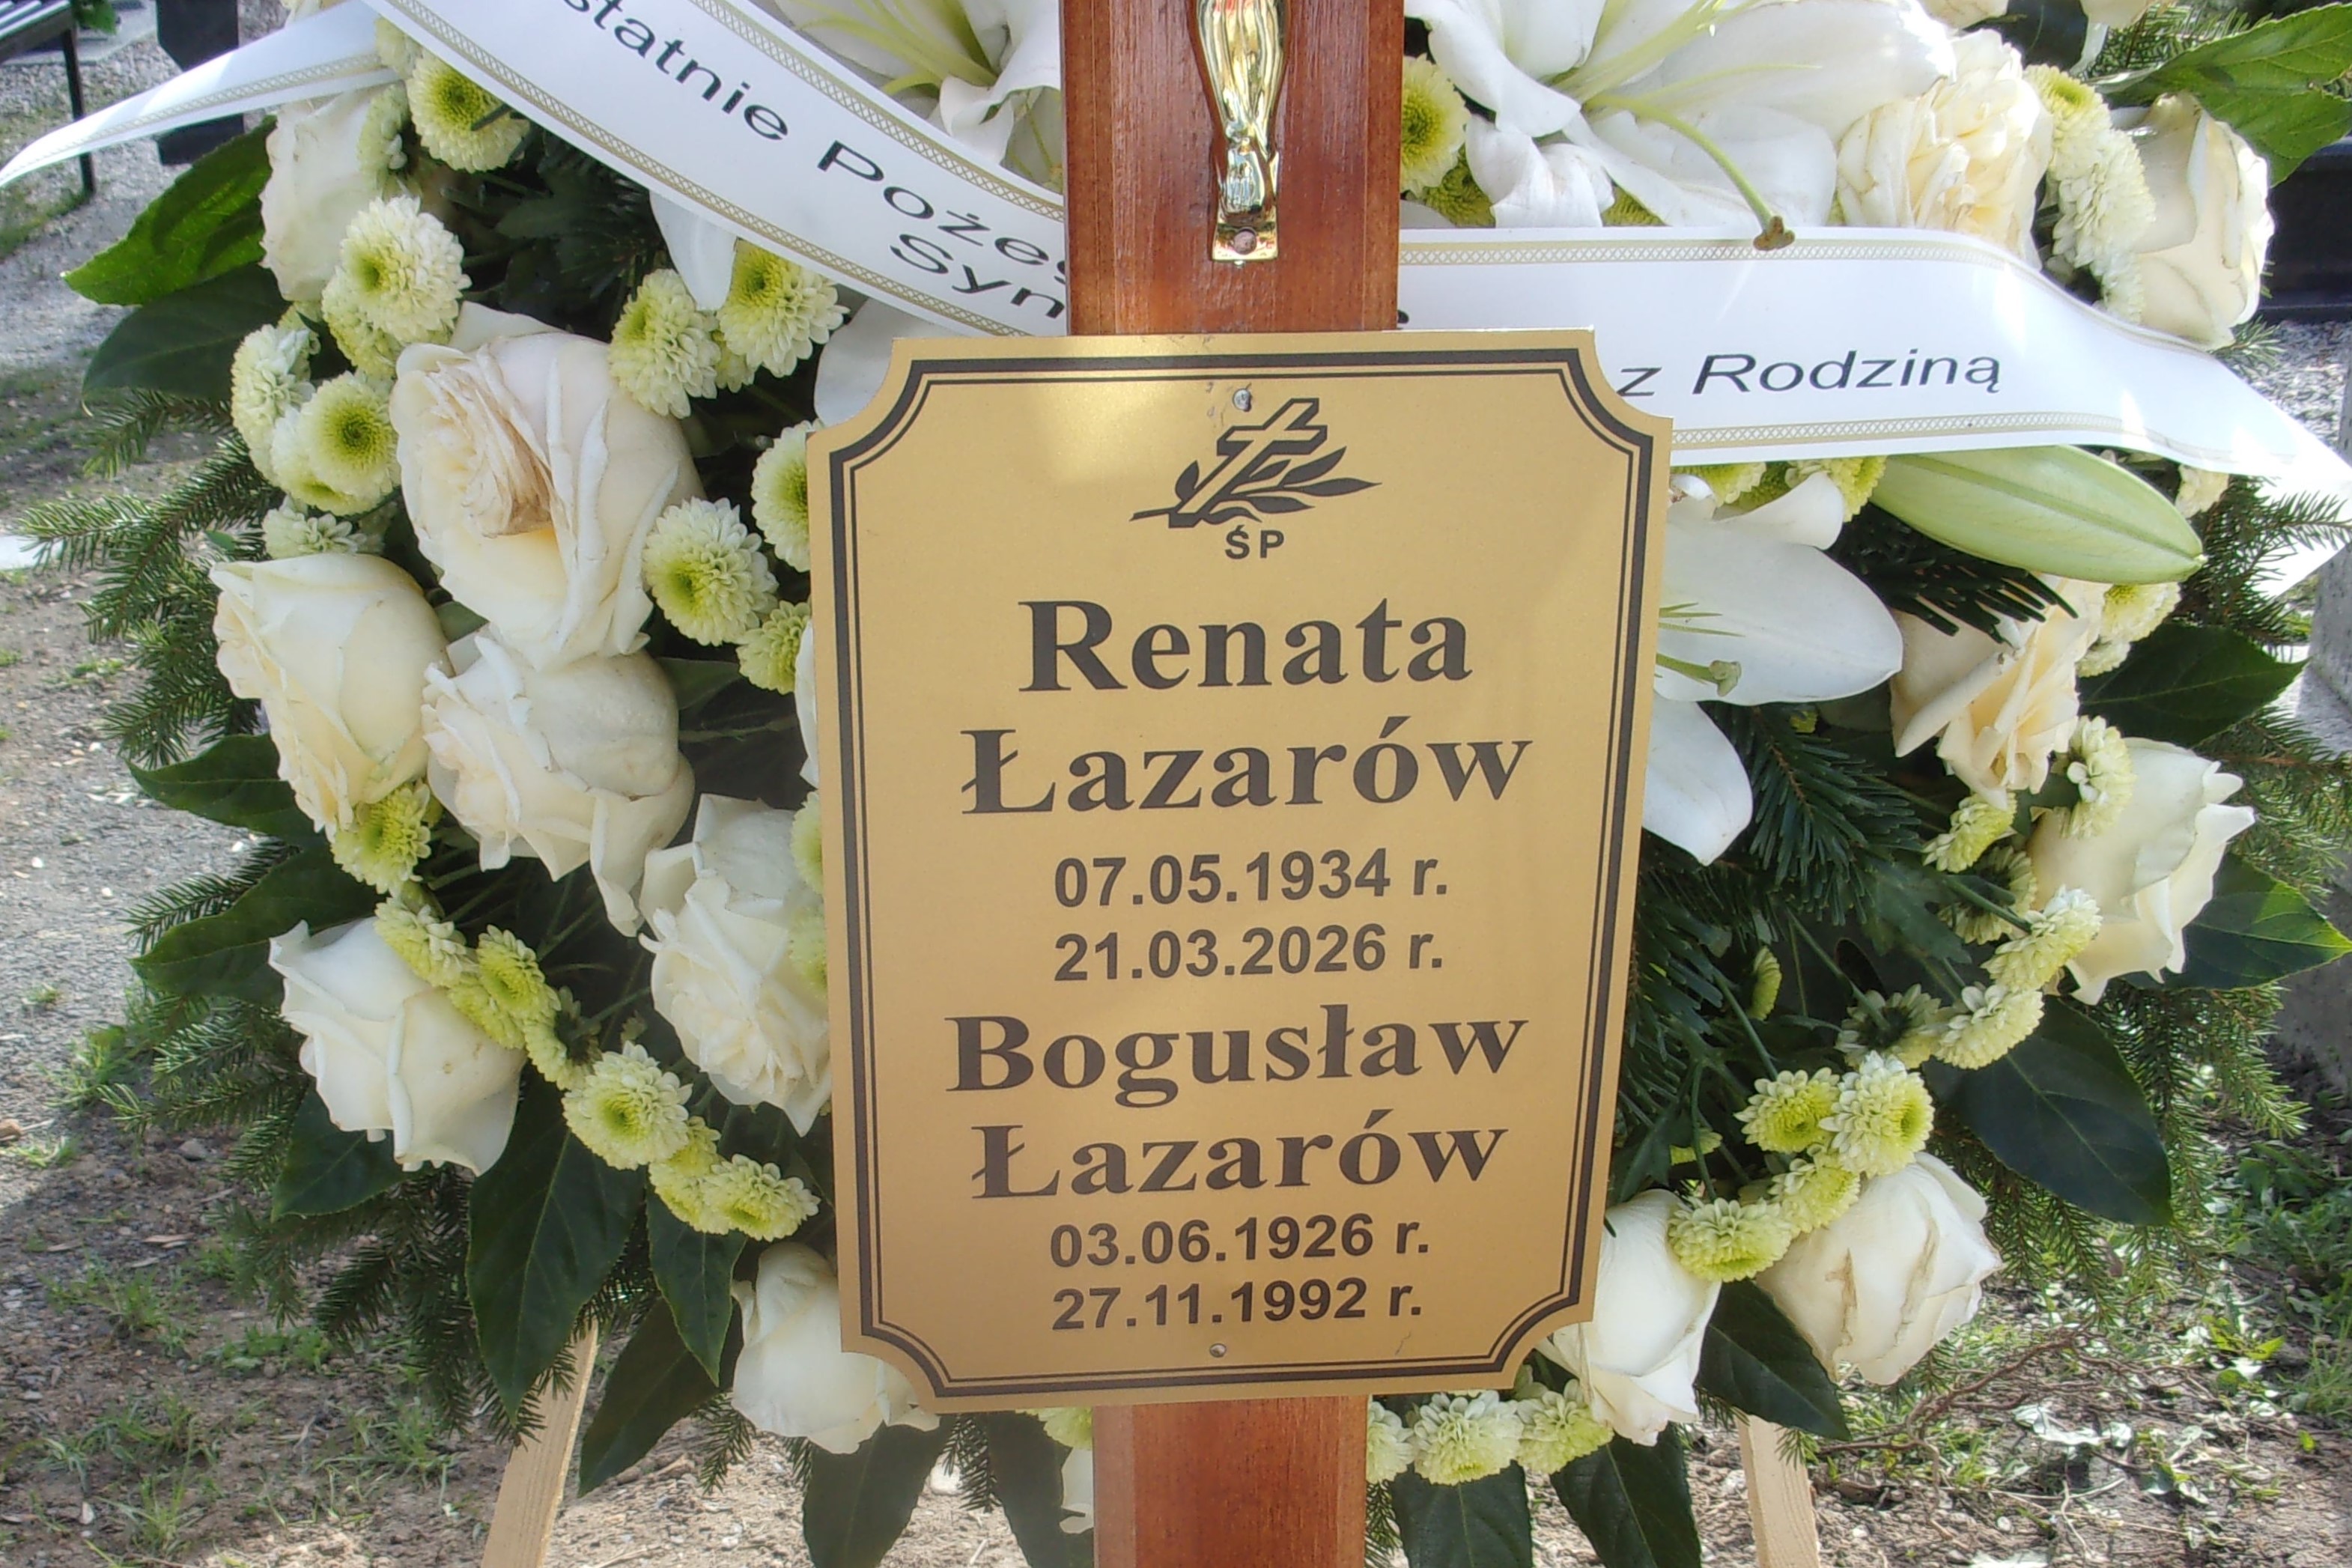 statnie Pożeg
Syn
z Rodziną
ŚP
Renata
Łazarów
07.05.1934 r.
21.03.2026 r.
Bogusław
Łazarów
03.06.1926 r.
27.11.1992 r.